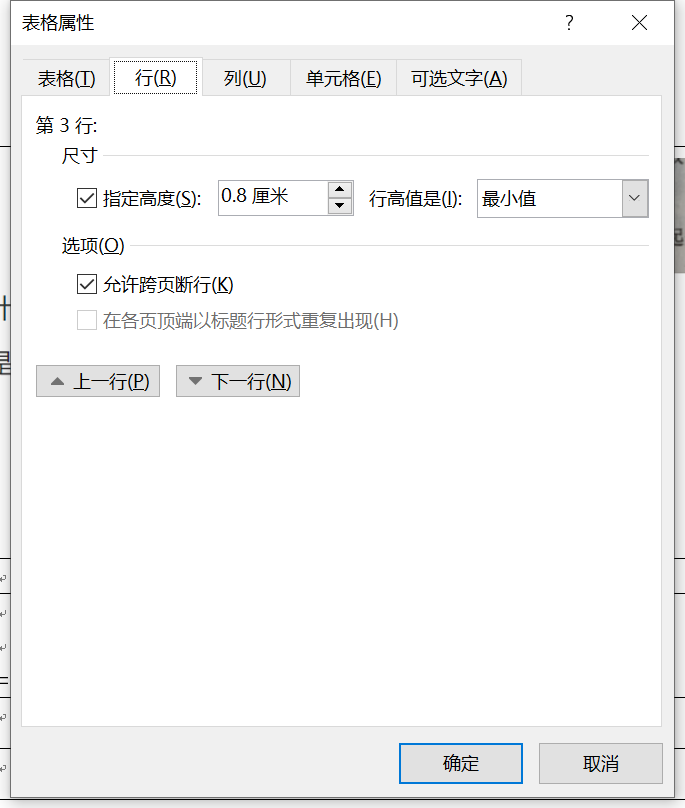 表格属性
表格(T) 行(R) 列(U) 单元格(E) 可选文字(A)
第 3 行:
尺寸
指定高度(S): 0.8 厘米 行高值是(I): 最小值
选项(O)
允许跨页断行(K)
在各页顶端以标题行形式重复出现(H)
上一行(P) 下一行(N)
确定 取消